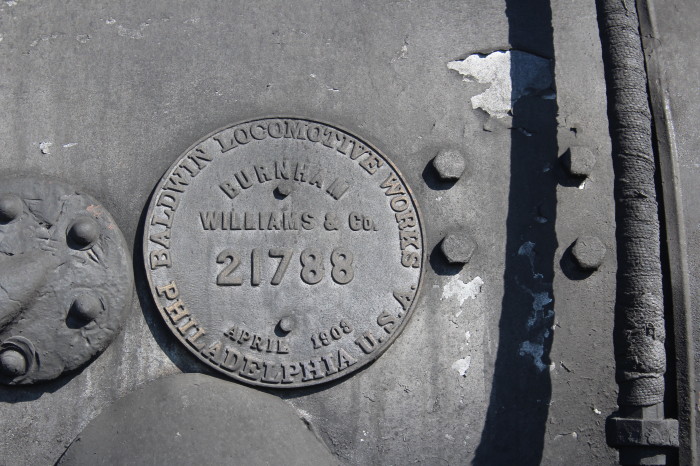 BALDWIN LOCOMOTIVE WORKS
BURNHAM
WILLIAMS & Co.
21788
APRIL 1903
PHILADELPHIA U.S.A.